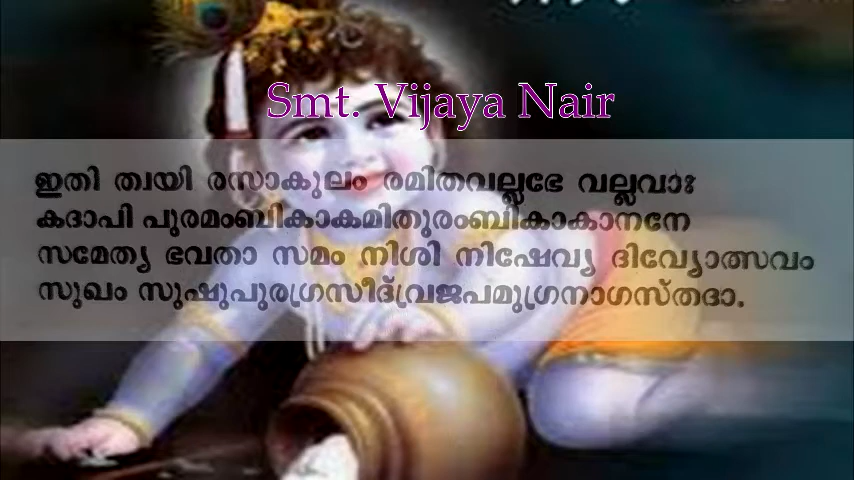 Smt. Vijaya Nair
ഇതി ത്വയി രസാകുലം രമിതവല്ലഭേ വല്ലവാഃ
കദാപി പുരമംബികാകമിതുരംബികാകാനനേ
സമേത്യ ഭവതാ സമം നിശി നിഷേവ്യ ദിവ്യോത്സവം
സുഖം സുഷുപുരഗ്രസീദ്വ്രജപമുഗ്രനാഗസ്തദാ.